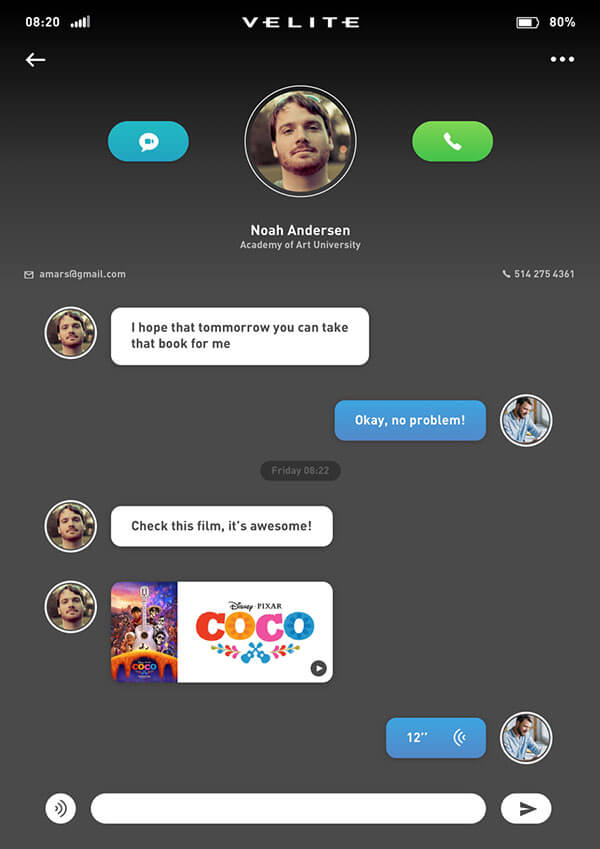 08:20
VELITE
80%
Noah Andersen
Academy of Art University
amars@gmail.com
514 275 4361
I hope that tommorrow you can take
that book for me
Okay, no problem!
Friday 08:22
Check this film, it's awesome!
COCO
Disney · PIXAR
COCO
12’’